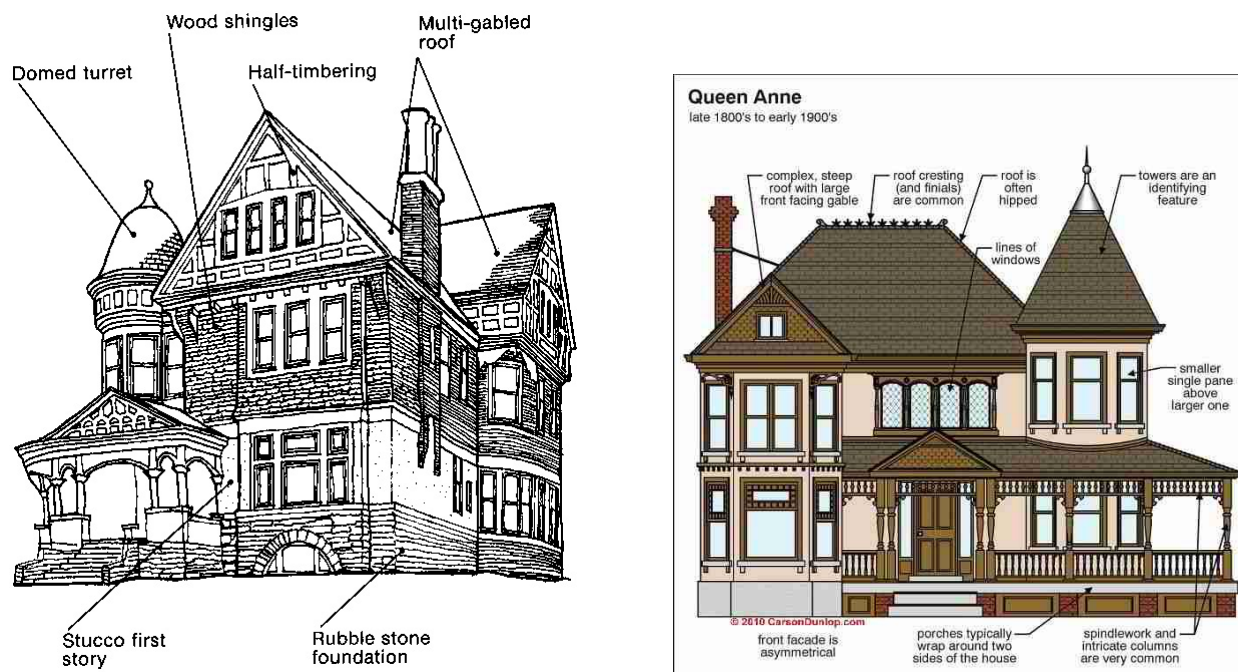 Wood shingles
Multi-gabled
roof
Domed turret
Half-timbering
Stucco first
story
Rubble stone
foundation
Queen Anne
late 1800's to early 1900's
complex, steep
roof with large
front facing gable
roof cresting
(and finials)
are common
roof is
often
hipped
towers are an
identifying
feature
lines of
windows
smaller
single pane
above
larger one
© 2010 CarsonDunlop.com
front facade is
asymmetrical
porches typically
wrap around two
sides of the house
spindlework and
intricate columns
are very common